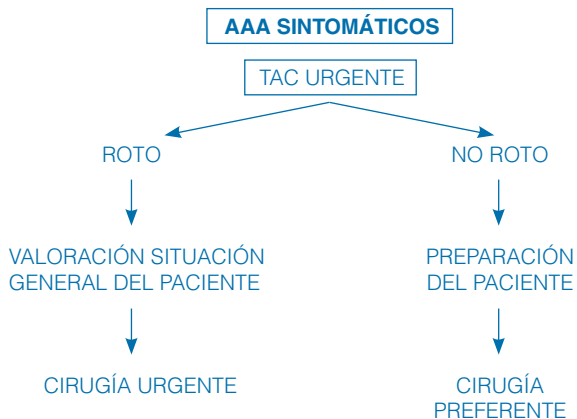 AAA SINTOMÁTICOS
TAC URGENTE
ROTO
NO ROTO
VALORACIÓN SITUACIÓN
GENERAL DEL PACIENTE
PREPARACIÓN
DEL PACIENTE
CIRUGÍA URGENTE
CIRUGÍA
PREFERENTE